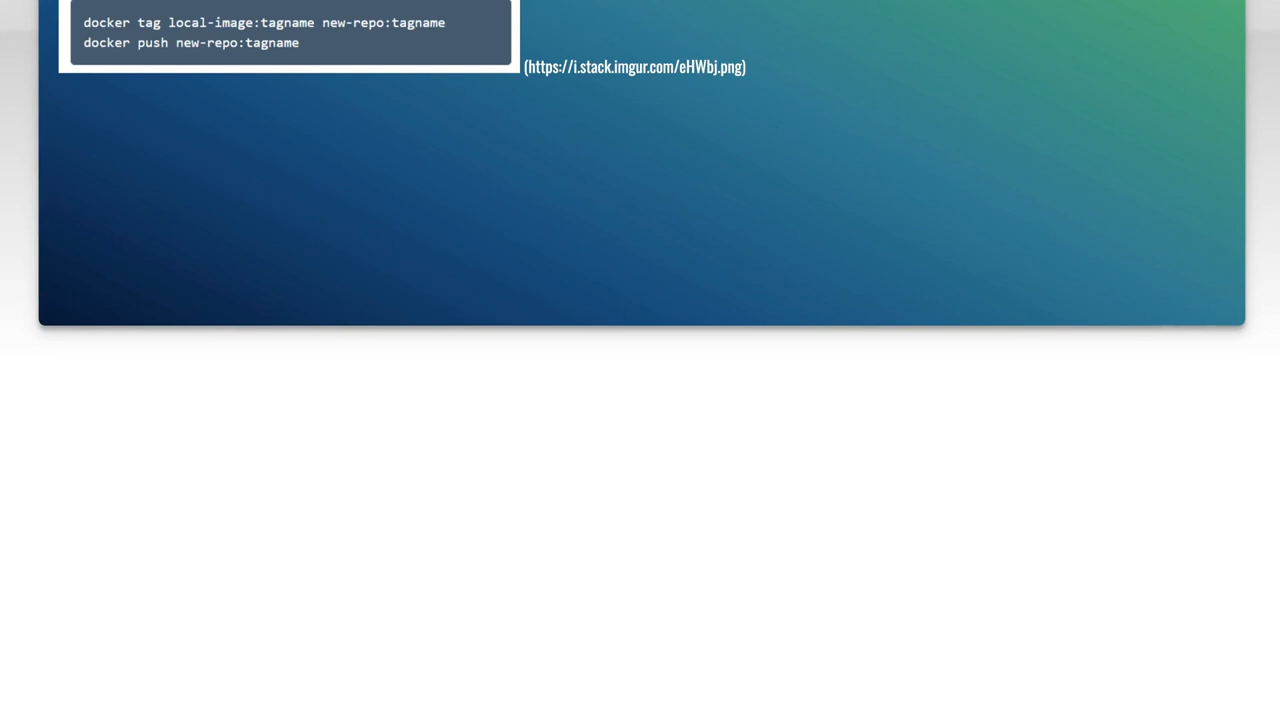 docker tag local-image:tagname new-repo:tagname
docker push new-repo:tagname
(https://i.stack.imgur.com/eHWbj.png)